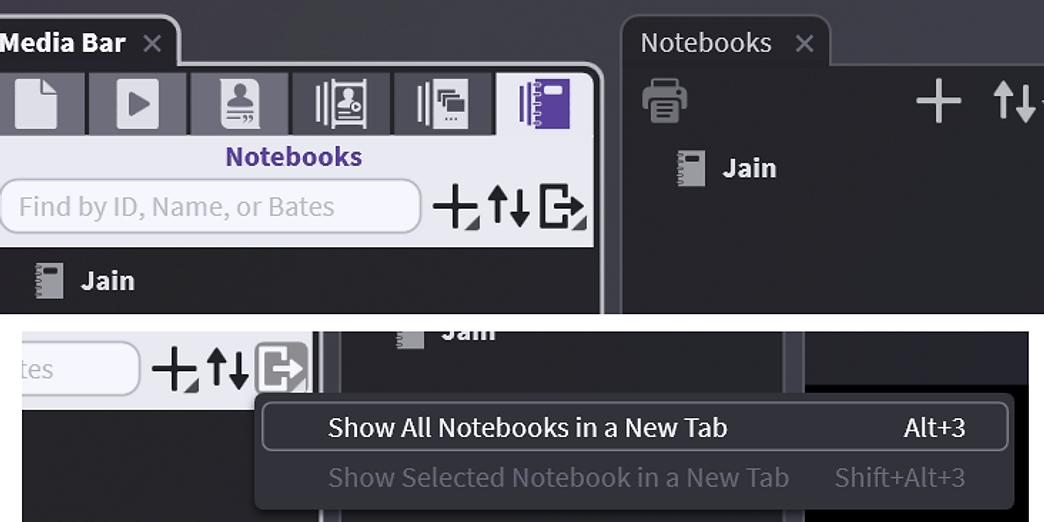 Media Bar
Notebooks
Notebooks
Find by ID, Name, or Bates
Jain
Jain
tes
Jain
Show All Notebooks in a New Tab Alt+3
Show Selected Notebook in a New Tab Shift+Alt+3